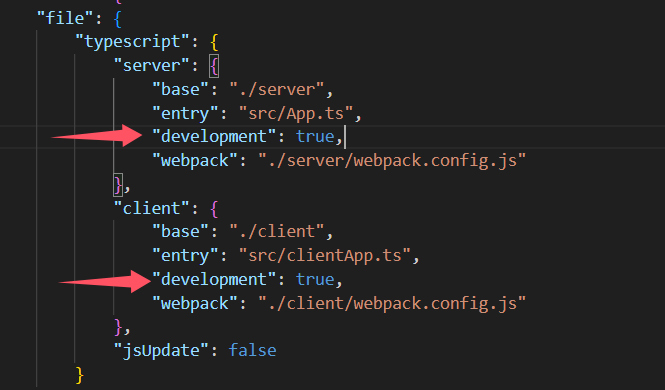 "file": {
"typescript": {
"server": {
"base": "./server",
"entry": "src/App.ts",
"development": true,
"webpack": "./server/webpack.config.js"
},
"client": {
"base": "./client",
"entry": "src/clientApp.ts",
"development": true,
"webpack": "./client/webpack.config.js"
},
"jsUpdate": false
}